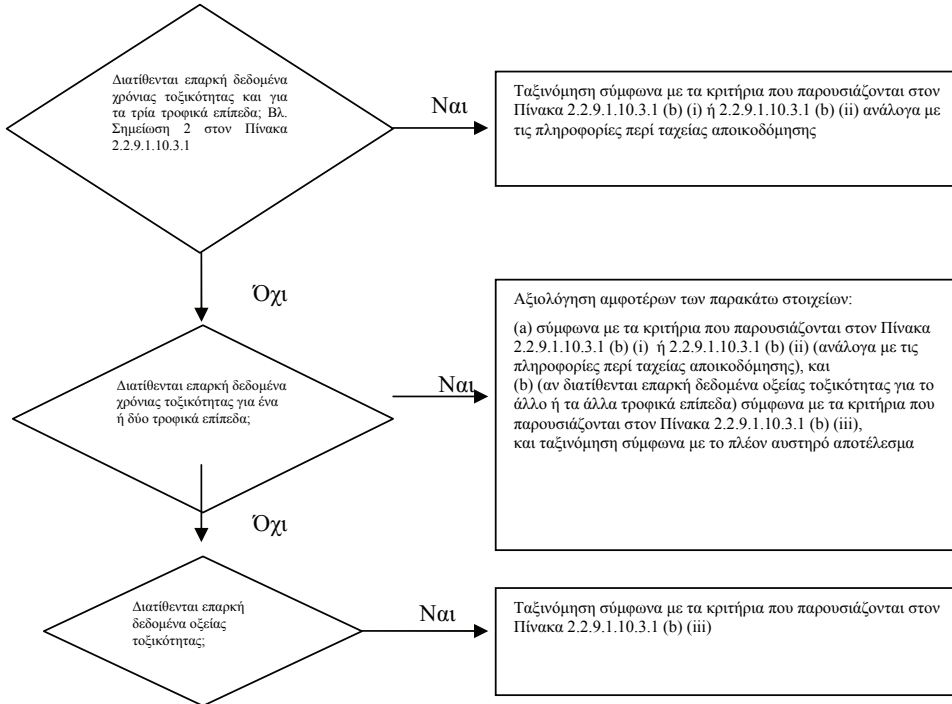 Διατίθενται επαρκή δεδομένα
χρόνιας τοξικότητας και για
τα τρία τροφικά επίπεδα; Βλ.
Σημείωση 2 στον Πίνακα
2.2.9.1.10.3.1
Ναι
Ταξινόμηση σύμφωνα με τα κριτήρια που παρουσιάζονται στον
Πίνακα 2.2.9.1.10.3.1 (b) (i) ή 2.2.9.1.10.3.1 (b) (ii) ανάλογα με
τις πληροφορίες περί ταχείας αποικοδόμησης
Όχι
Διατίθενται επαρκή δεδομένα
χρόνιας τοξικότητας για ένα
ή δύο τροφικά επίπεδα;
Ναι
Αξιολόγηση αμφοτέρων των παρακάτω στοιχείων:
(a) σύμφωνα με τα κριτήρια που παρουσιάζονται στον Πίνακα
2.2.9.1.10.3.1 (b) (i) ή 2.2.9.1.10.3.1 (b) (ii) (ανάλογα με τις
πληροφορίες περί ταχείας αποικοδόμησης), και
(b) (αν διατίθενται επαρκή δεδομένα οξείας τοξικότητας για το
άλλο ή τα άλλα τροφικά επίπεδα) σύμφωνα με τα κριτήρια που
παρουσιάζονται στον Πίνακα 2.2.9.1.10.3.1 (b) (iii),
και ταξινόμηση σύμφωνα με το πλέον αυστηρό αποτέλεσμα
Όχι
Διατίθενται επαρκή
δεδομένα οξείας
τοξικότητας;
Ναι
Ταξινόμηση σύμφωνα με τα κριτήρια που παρουσιάζονται στον
Πίνακα 2.2.9.1.10.3.1 (b) (iii)